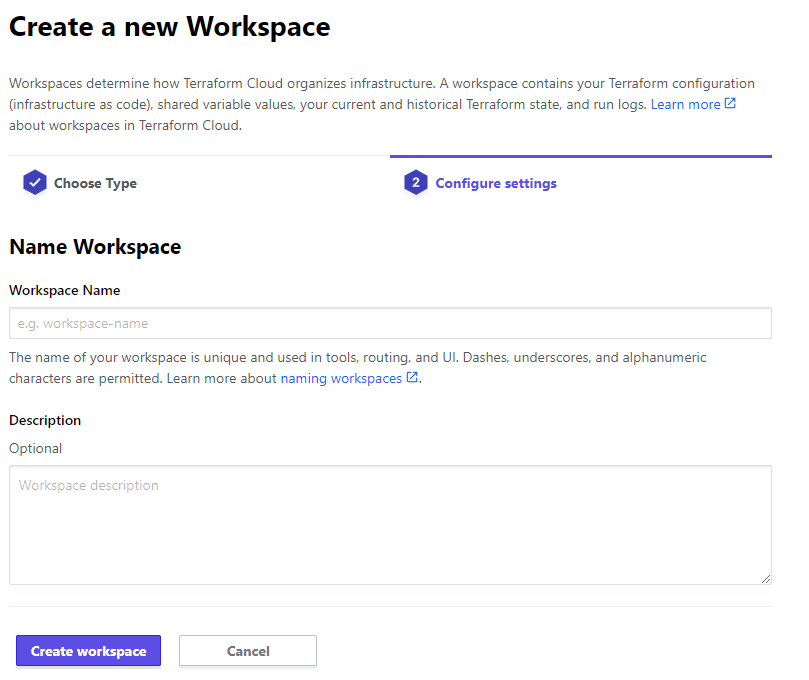 Create a new Workspace
Workspaces determine how Terraform Cloud organizes infrastructure. A workspace contains your Terraform configuration
(infrastructure as code), shared variable values, your current and historical Terraform state, and run logs. Learn more
about workspaces in Terraform Cloud.
Choose Type
2 Configure settings
Name Workspace
Workspace Name
e.g. workspace-name
The name of your workspace is unique and used in tools, routing, and UI. Dashes, underscores, and alphanumeric
characters are permitted. Learn more about naming workspaces.
Description
Optional
Workspace description
Create workspace Cancel